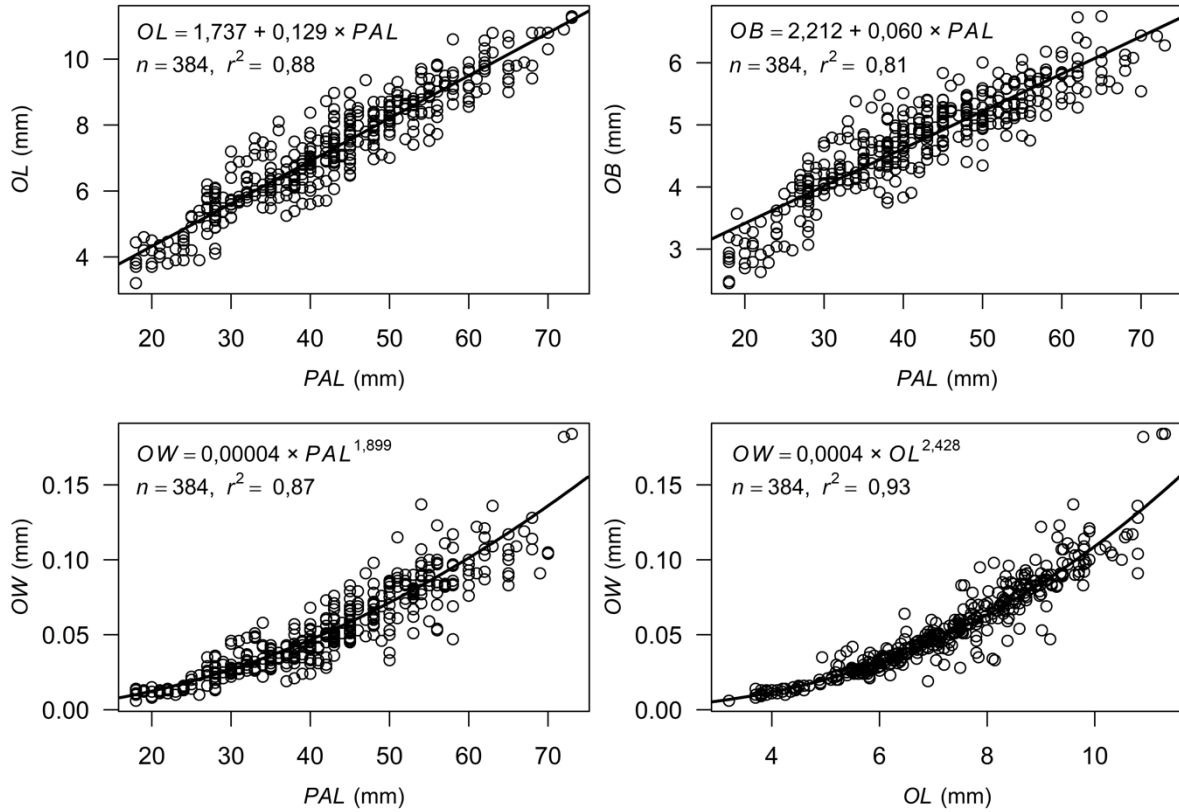 OL = 1,737 + 0,129 × PAL
n = 384, r² = 0,88
OL (mm)
10
8
6
4
20 30 40 50 60 70
PAL (mm)
OB = 2,212 + 0,060 × PAL
n = 384, r² = 0,81
OB (mm)
6
5
4
3
20 30 40 50 60 70
PAL (mm)
OW = 0,00004 × PAL^1,899
n = 384, r² = 0,87
OW (mm)
0.15
0.10
0.05
0.00
20 30 40 50 60 70
PAL (mm)
OW = 0,0004 × OL^2,428
n = 384, r² = 0,93
OW (mm)
0.15
0.10
0.05
0.00
4 6 8 10
OL (mm)